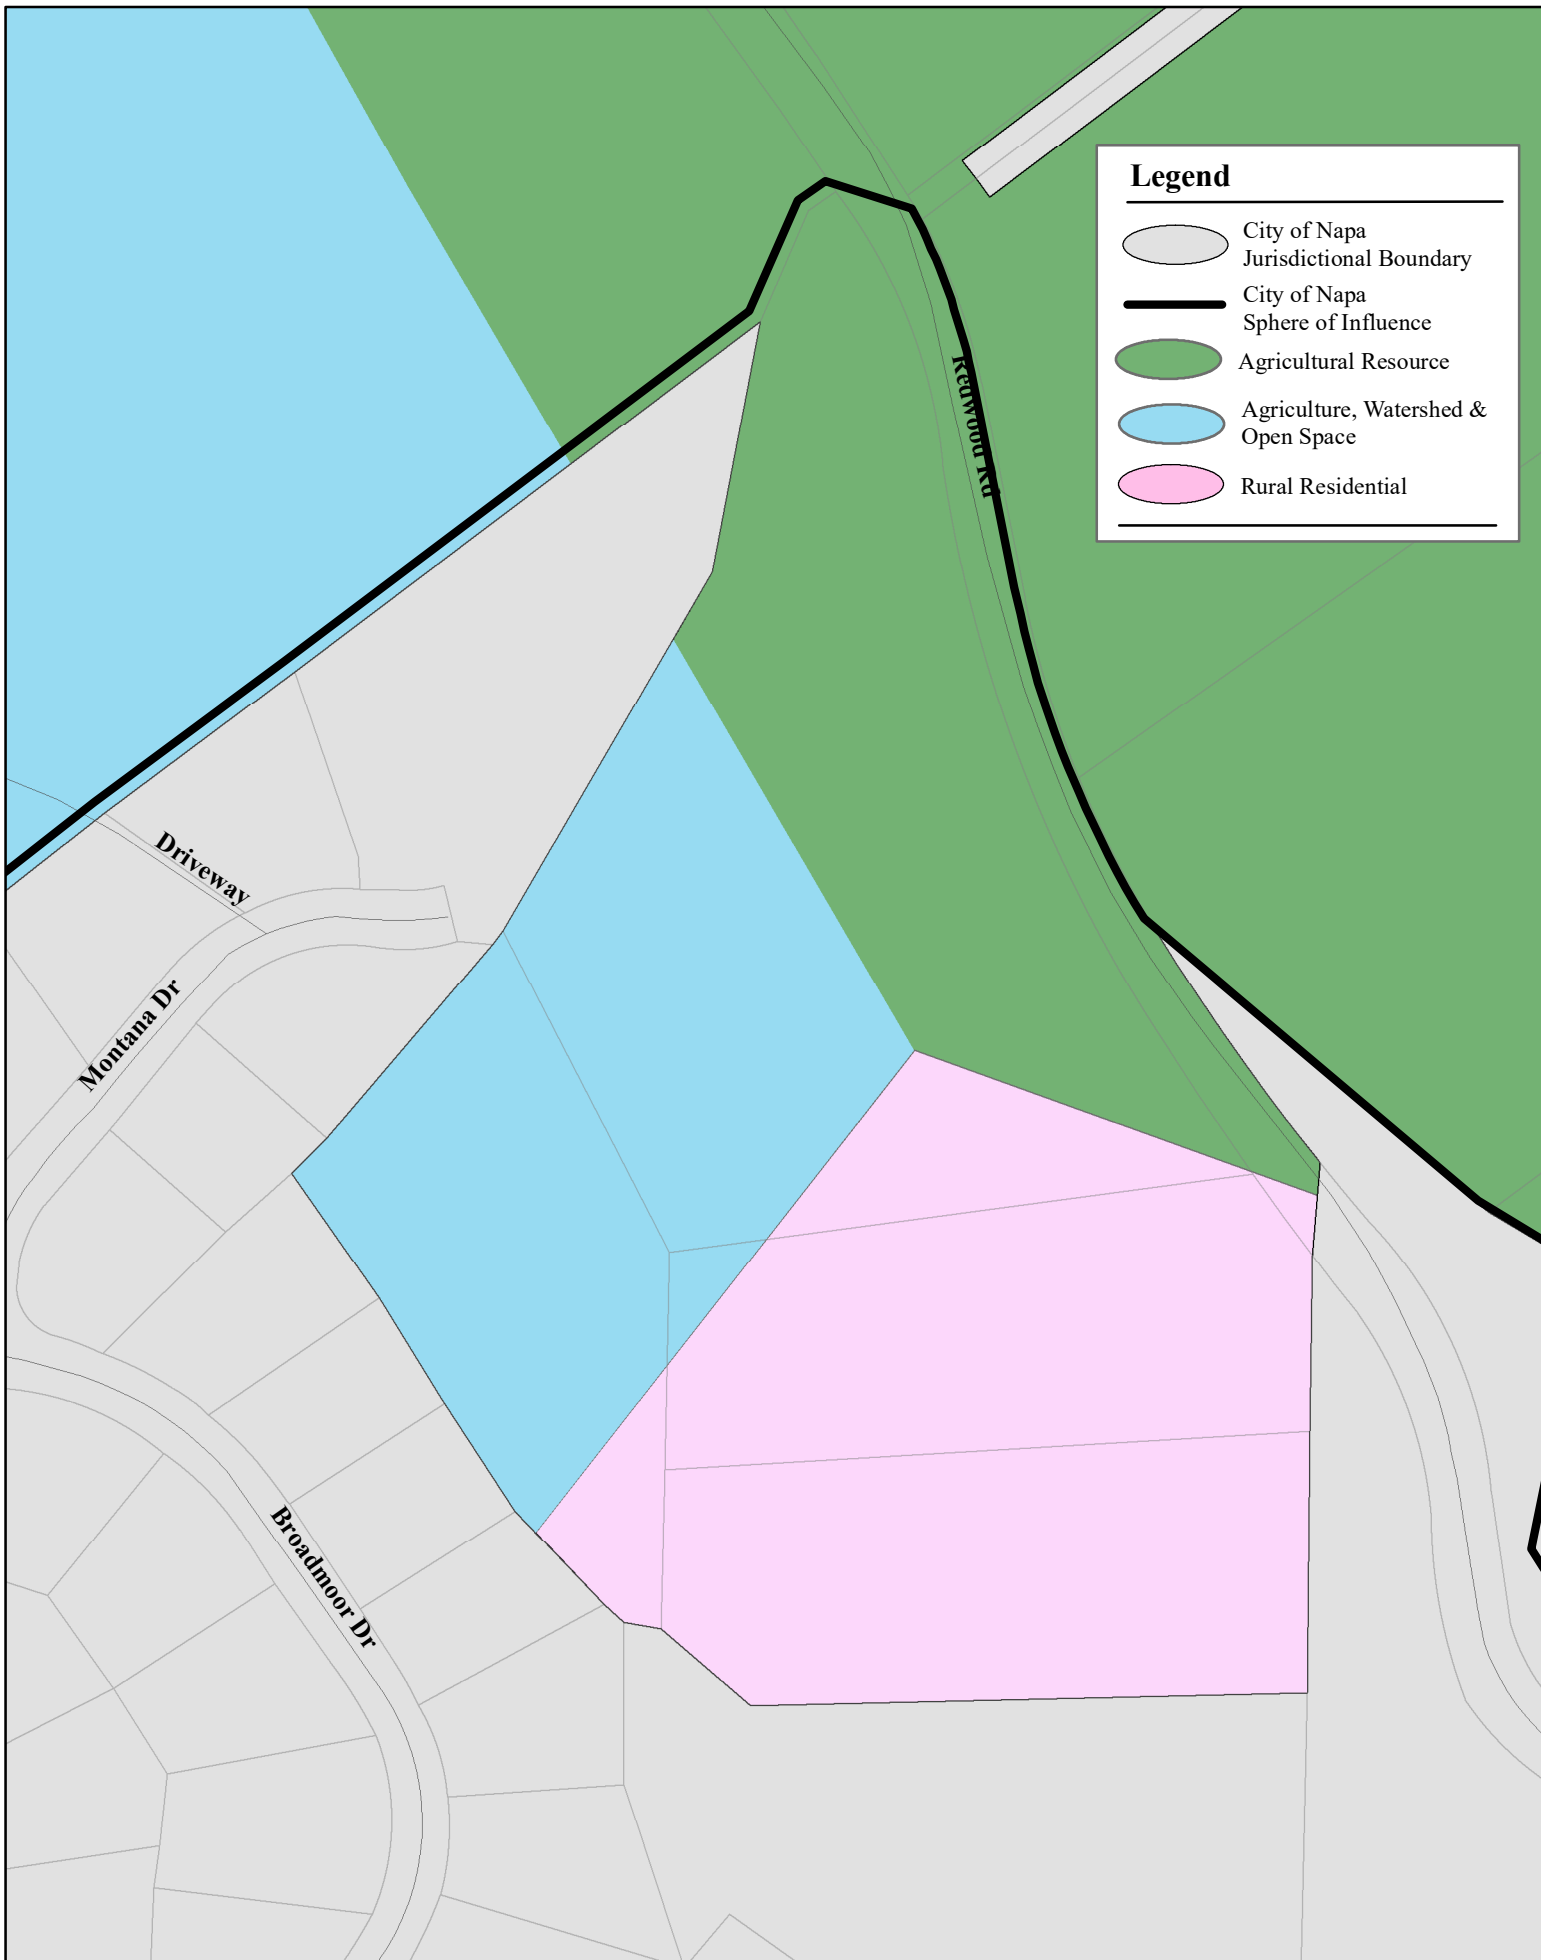 Legend
City of Napa
Jurisdictional Boundary
City of Napa
Sphere of Influence
Agricultural Resource
Agriculture, Watershed &
Open Space
Rural Residential
Redwood Rd
Driveway
Montana Dr
Broadmoor Dr